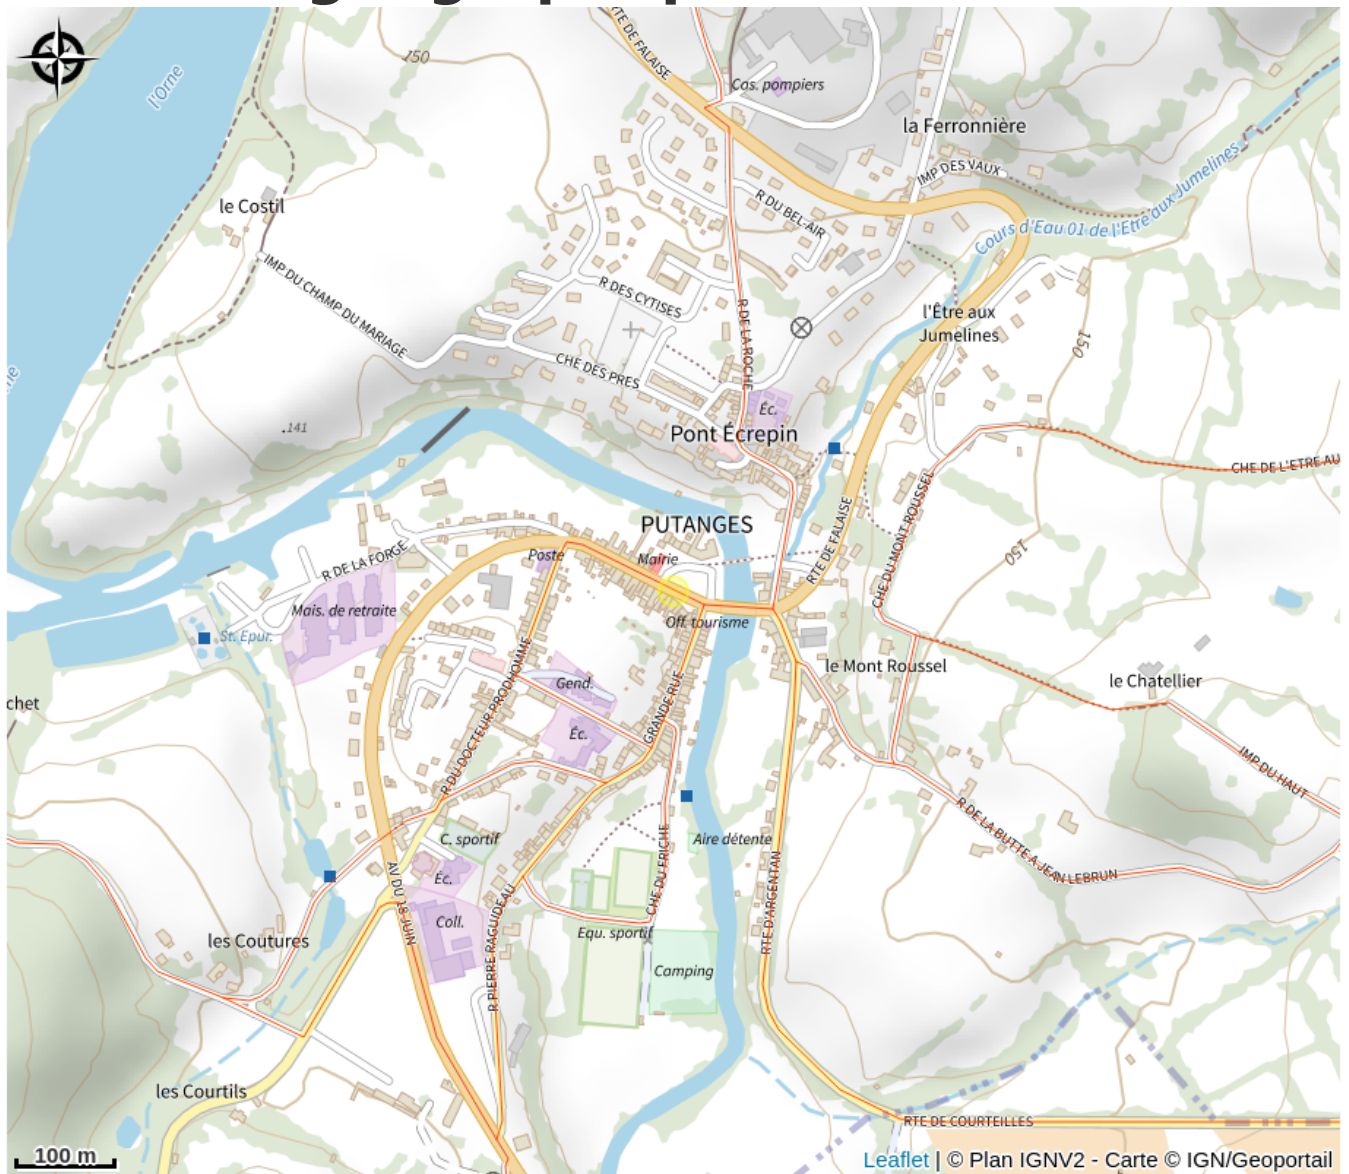 RTE DE FALAISE
750
l'Orne
Cas. pompiers
la Ferronnière
IMP DES VAUX
le Costil
R DU BEL-AIR
Cours d'Eau 01 de l'Etre aux Jumelines
IMP DU CHAMP DU MARIAGE
R DES CYTISES
R DE LA ROCHE
l'Être aux
Jumelines
150
CHE DES PRES
Éc.
.141
Pont Écrepin
CHE DE L'ETRE AU
CHE DU MONT ROUSSEL
PUTANGES
RTE DE FALAISE
150
Poste
Mairie
R DE LA FORGE
Mais. de retraite
Off. tourisme
St. Epur.
le Mont Roussel
le Chatellier
chet
Gend.
GRANDE RUE
R DU DOCTEUR PRODHOMME
Éc.
IMP DU HAUT
R DE LA BUTTE A JEAN LEBRUN
C. sportif
Aire détente
CHE DU FRICHE
RTE D'ARGENTAN
Éc.
AV DU 18 JUIN
Coll.
R PIERRE RAGUIDEAU
Equ. sportif
les Coutures
Camping
les Courtils
RTE DE COURTEILLES
100 m
Leaflet | © Plan IGNV2 - Carte © IGN/Geoportail